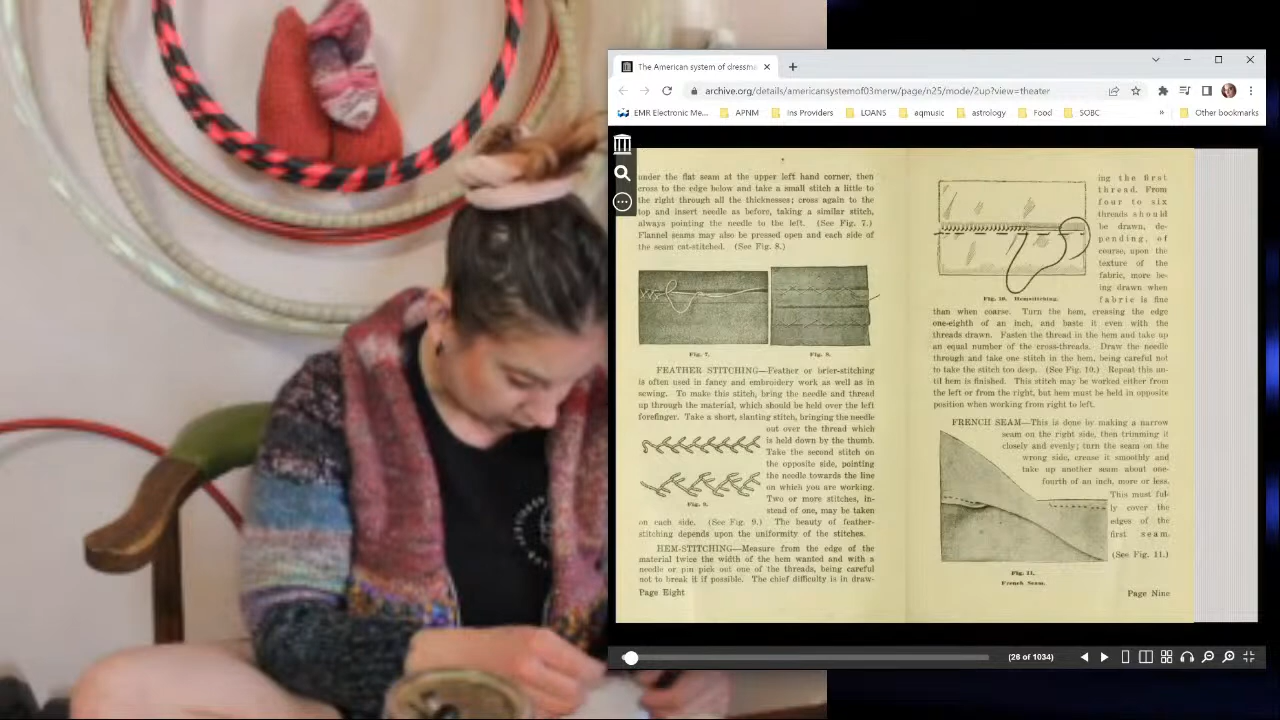 The American system of dressm
archive.org/details/americansystemof03merw/page/n25/mode/2up?view=theater
EMR Electronic Me...
APNM
Ins Providers
LOANS
aqmusic
astrology
Food
SOBC
»
Other bookmarks
under the flat seam at the upper left hand corner, then
cross to the edge below and take a small stitch a little to
the right through all the thicknesses; cross again to the
top and insert needle as before, taking a similar stitch,
always pointing the needle to the left. (See Fig. 7.)
Flannel seams may also be pressed open and each side of
the seam cat-stitched. (See Fig. 8.)
Fig. 7.
Fig. 8.
FEATHER STITCHING—Feather or brier-stitching
is often used in fancy and embroidery work as well as in
sewing. To make this stitch, bring the needle and thread
up through the material, which should be held over the left
forefinger. Take a short, slanting stitch, bringing the needle
out over the thread which
is held down by the thumb.
Take the second stitch on
the opposite side, pointing
the needle towards the line
on which you are working.
Two or more stitches, in-
stead of one, may be taken
Fig. 9.
on each side. (See Fig. 9.) The beauty of feather-
stitching depends upon the uniformity of the stitches.
HEM-STITCHING—Measure from the edge of the
material twice the width of the hem wanted and with a
needle or pin pick out one of the threads, being careful
not to break it if possible. The chief difficulty is in draw-
Page Eight
ing the first
thread. From
four to six
threads should
be drawn, de-
pending, of
course, upon the
texture of the
fabric, more be-
ing drawn when
fabric is fine
Fig. 10. Hemstitching.
than when coarse. Turn the hem, creasing the edge
one-eighth of an inch, and baste it even with the
threads drawn. Fasten the thread in the hem and take up
an equal number of the cross-threads. Draw the needle
through and take one stitch in the hem, being careful not
to take the stitch too deep. (See Fig. 10.) Repeat this un-
til hem is finished. This stitch may be worked either from
the left or from the right, but hem must be held in opposite
position when working from right to left.
FRENCH SEAM—This is done by making a narrow
seam on the right side, then trimming it
closely and evenly; turn the seam on the
wrong side, crease it smoothly and
take up another seam about one-
fourth of an inch, more or less.
This must ful-
ly cover the
edges of the
first seam.
(See Fig. 11.)
Fig. 11.
French Seam.
Page Nine
(26 of 1034)